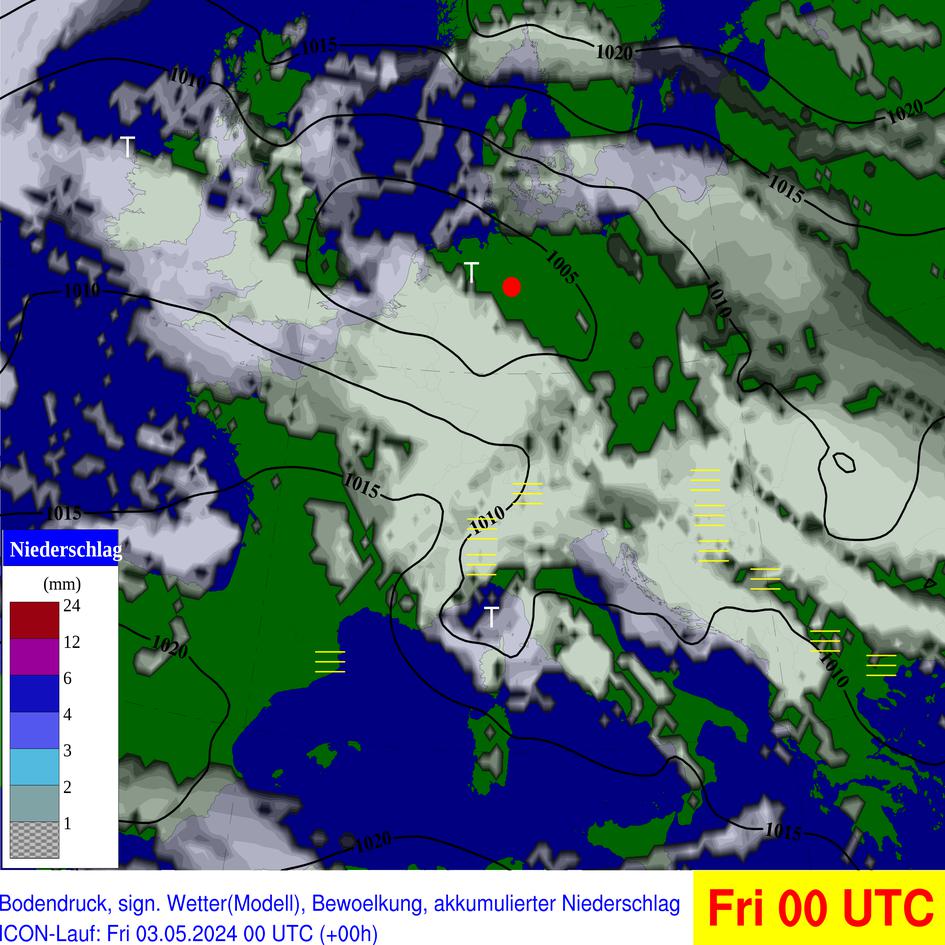 1015
1020
1010
1020
T
1015
T
1005
1010
1010
1015
1010
1015
T
1020
1010
1015
1020
Niederschlag
(mm)
24
12
6
4
3
2
1
Bodendruck, sign. Wetter(Modell), Bewoelkung, akkumulierter Niederschlag
ICON-Lauf: Fri 03.05.2024 00 UTC (+00h)
Fri 00 UTC